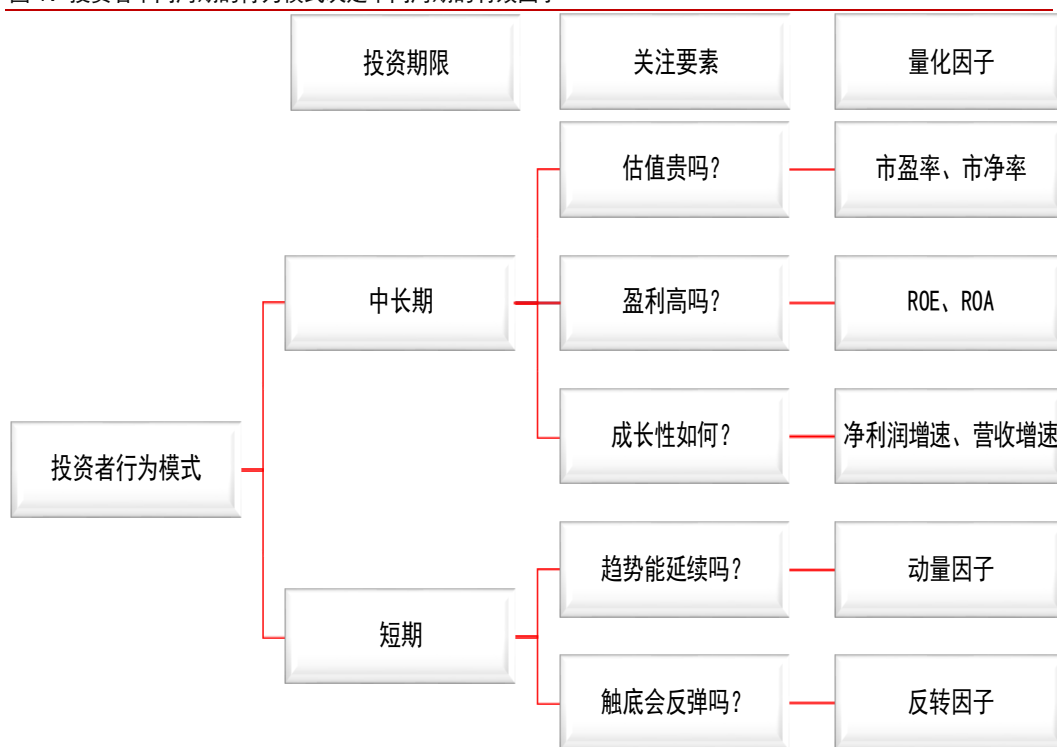 投资期限 关注要素 量化因子
估值贵吗？ 市盈率、市净率
中长期 盈利高吗？ ROE、ROA
成长性如何？ 净利润增速、营收增速
投资者行为模式
趋势能延续吗？ 动量因子
短期
触底会反弹吗？ 反转因子